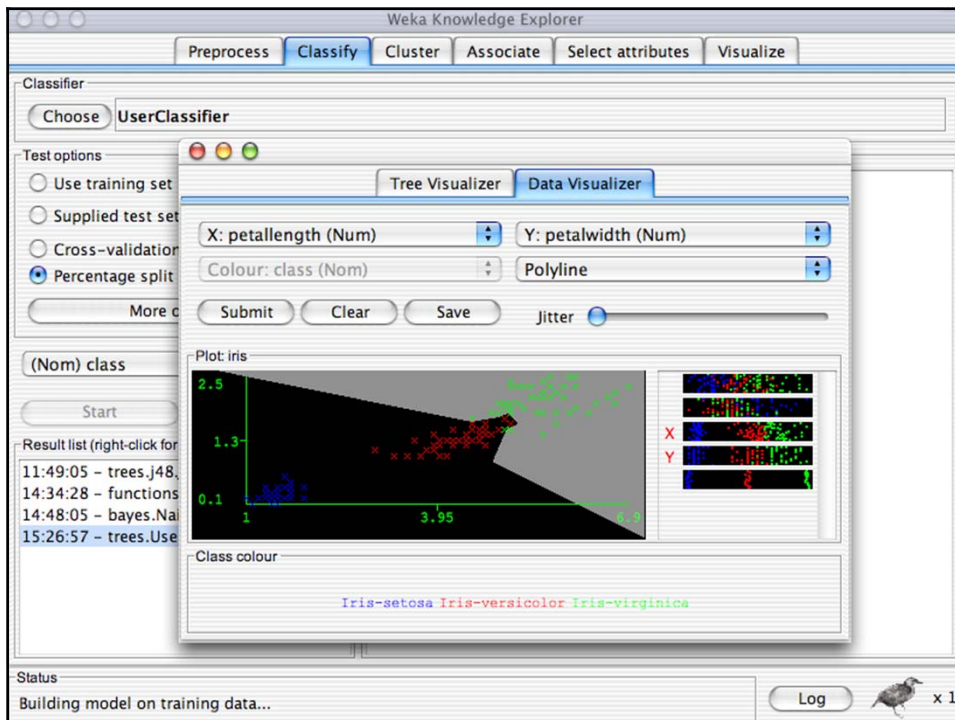 Weka Knowledge Explorer
Preprocess Classify Cluster Associate Select attributes Visualize
Classifier
Choose UserClassifier
Test options
Use training set
Supplied test set
Cross-validation
Percentage split
More o
(Nom) class
Start
Result list (right-click for
11:49:05 – trees.j48.
14:34:28 – functions
14:48:05 – bayes.Nai
15:26:57 – trees.Use
Tree Visualizer Data Visualizer
X: petallength (Num) Y: petalwidth (Num)
Colour: class (Nom) Polyline
Submit Clear Save Jitter
Plot: iris
2.5
1.3
0.1
1 3.95 6.9
X
Y
Class colour
Iris-setosa Iris-versicolor Iris-virginica
Status
Building model on training data...
Log x 1